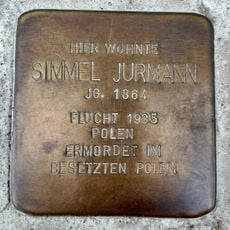 HIER WOHNTE
SIMMEL JURMANN
JG. 1864
FLUCHT 1935
POLEN
ERMORDET IM
BESETZTEN POLEN